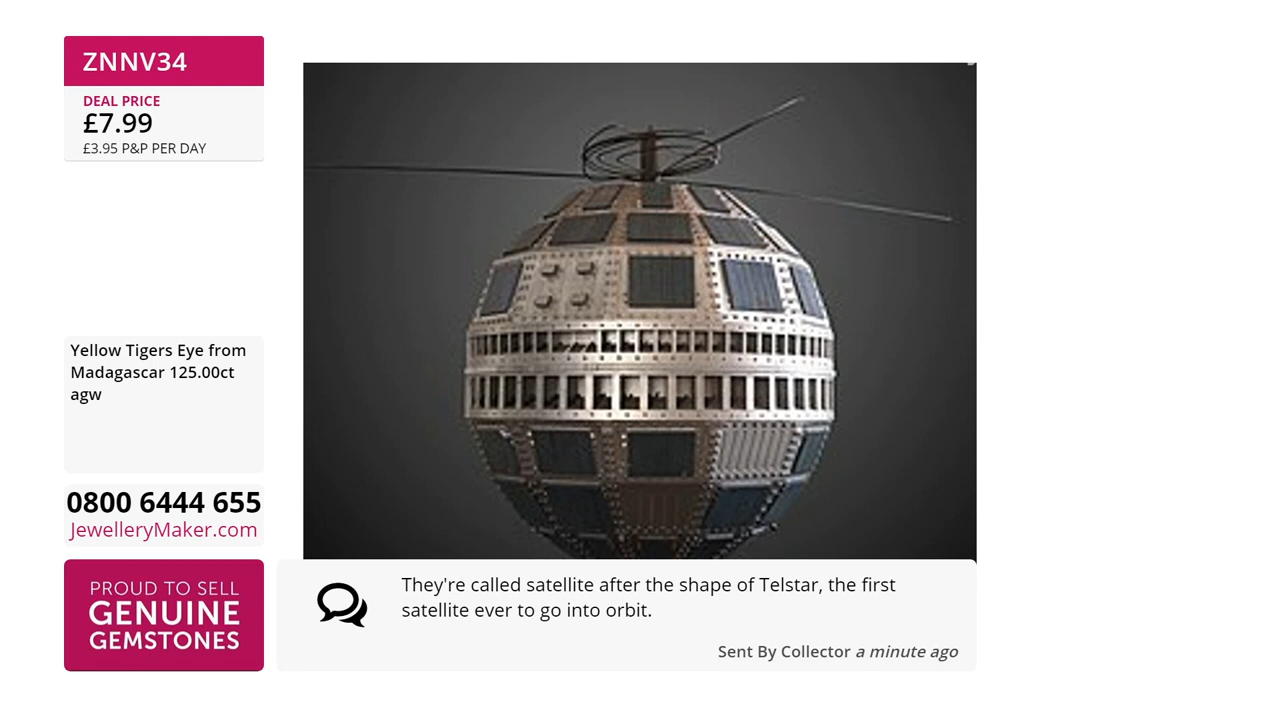 ZNNV34
DEAL PRICE
£7.99
£3.95 P&P PER DAY
Yellow Tigers Eye from
Madagascar 125.00ct
agw
0800 6444 655
JewelleryMaker.com
PROUD TO SELL
GENUINE
GEMSTONES
They're called satellite after the shape of Telstar, the first
satellite ever to go into orbit.
Sent By Collector a minute ago